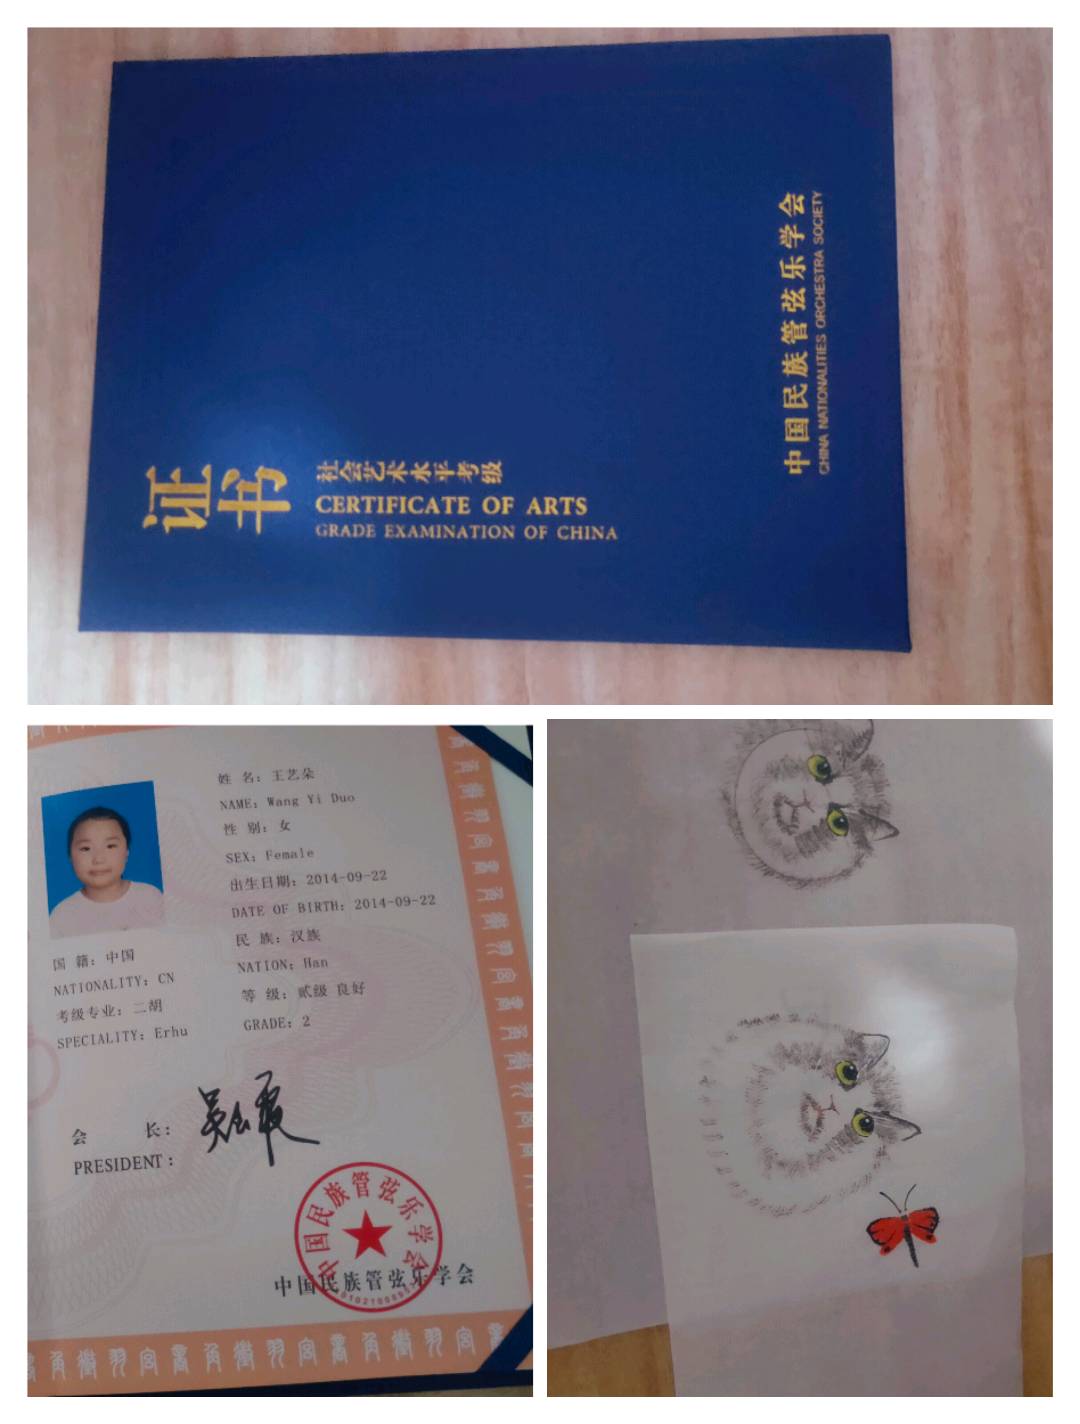 证书
社会艺术水平考级
CERTIFICATE OF ARTS
GRADE EXAMINATION OF CHINA
中国民族管弦乐学会
CHINA NATIONALITIES ORCHESTRA SOCIETY
姓 名：王艺朵
NAME：Wang Yi Duo
性 别：女
SEX：Female
出生日期：2014-09-22
DATE OF BIRTH：2014-09-22
民 族：汉族
NATION：Han
等 级：贰级 良好
GRADE：2
国 籍：中国
NATIONALITY：CN
考级专业：二胡
SPECIALITY：Erhu
会 长：
PRESIDENT：
中国民族管弦乐学会
中国民族管弦乐学会